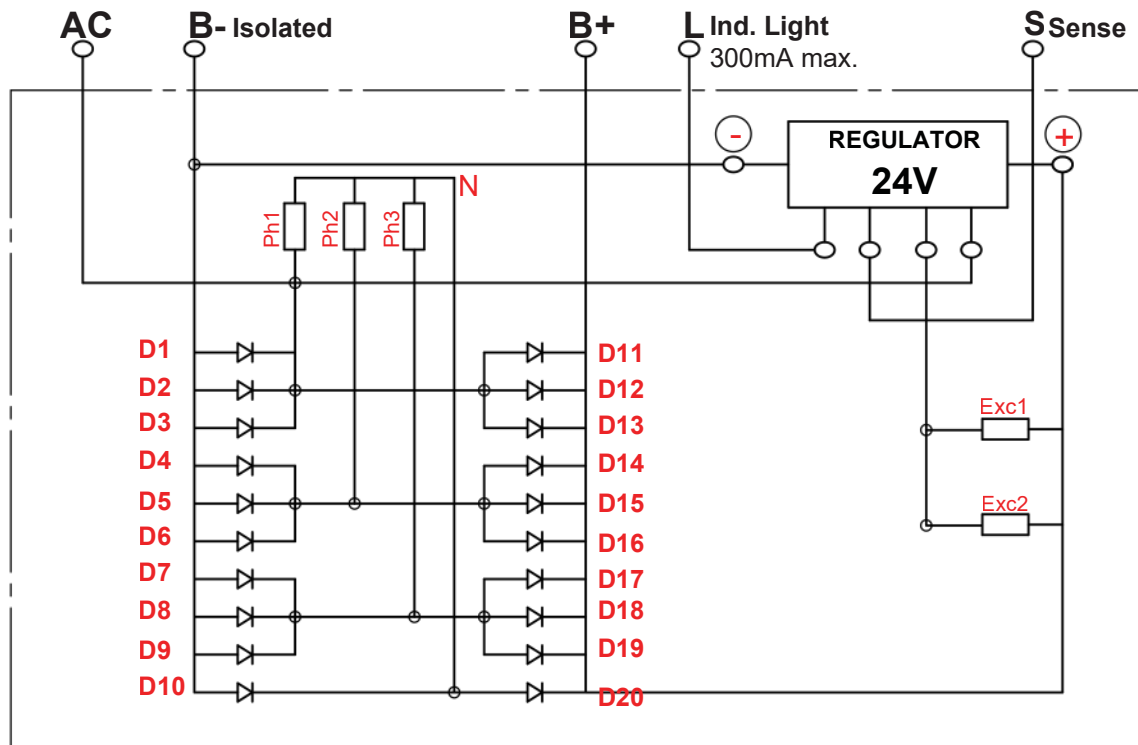 AC
B- Isolated
B+
L Ind. Light
300mA max.
S Sense
-
REGULATOR
24V
+
N
Ph1
Ph2
Ph3
D1
D11
D2
D12
D3
D13
Exc1
D4
D14
D5
D15
Exc2
D6
D16
D7
D17
D8
D18
D9
D19
D10
D20